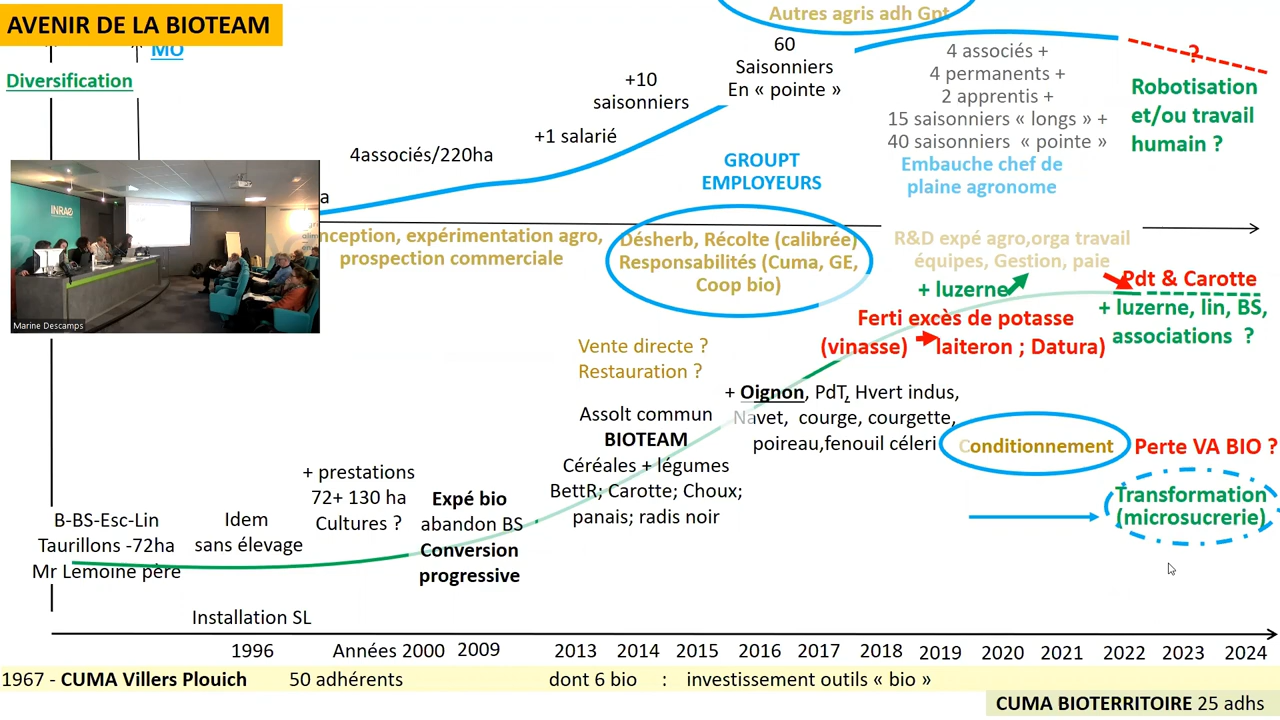 AVENIR DE LA BIOTEAM
Autres agris adh Gpt
MO
Diversification
60
Saisonniers
En « pointe »
+10
saisonniers
+1 salarié
4associés/220ha
a
4 associés +
4 permanents +
2 apprentis +
15 saisonniers « longs » +
40 saisonniers « pointe »
Embauche chef de
plaine agronome
?
Robotisation
et/ou travail
humain ?
GROUPT
EMPLOYEURS
INRAE
Marine Descamps
nception, expérimentation agro,
prospection commerciale
Désherb, Récolte (calibrée)
Responsabilités (Cuma, GE,
Coop bio)
R&D expé agro,orga travail
équipes, Gestion, paie
+ luzerne
Pdt & Carotte
+ luzerne, lin, BS,
associations ?
Ferti excès de potasse
(vinasse) laiteron ; Datura)
Vente directe ?
Restauration ?
+ Oignon, PdT, Hvert indus,
Navet, courge, courgette,
poireau,fenouil céleri
Conditionnement
Perte VA BIO ?
Transformation
(microsucrerie)
Assolt commun
BIOTEAM
Céréales + légumes
BettR; Carotte; Choux;
panais; radis noir
+ prestations
72+ 130 ha
Cultures ?
Expé bio
abandon BS
Conversion
progressive
B-BS-Esc-Lin
Taurillons -72ha
Mr Lemoine père
Idem
sans élevage
Installation SL
1996 Années 2000 2009 2013 2014 2015 2016 2017 2018 2019 2020 2021 2022 2023 2024
1967 - CUMA Villers Plouich 50 adhérents dont 6 bio : investissement outils « bio »
CUMA BIOTERRITOIRE 25 adhs